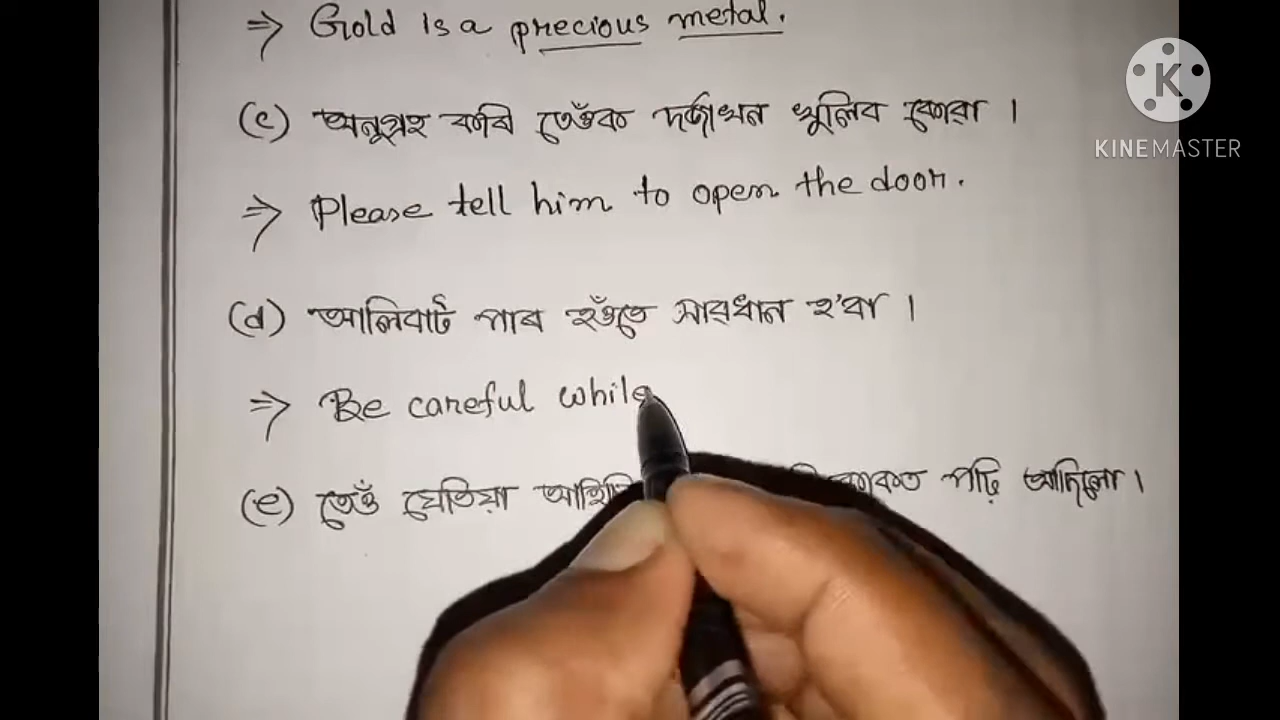 ⇒ Gold is a precious metal.
K
KINEMASTER
(c) অনুগ্ৰহ কৰি তেওঁক দৰ্জাখন খুলিব কোৱা ।
⇒ Please tell him to open the door.
(d) আলিবাট পাৰ হওঁতে সাৱধান হ'বা ।
⇒ Be careful while
(e) তেওঁ যেতিয়া আহিছি পঢ়ি আছিলো ।